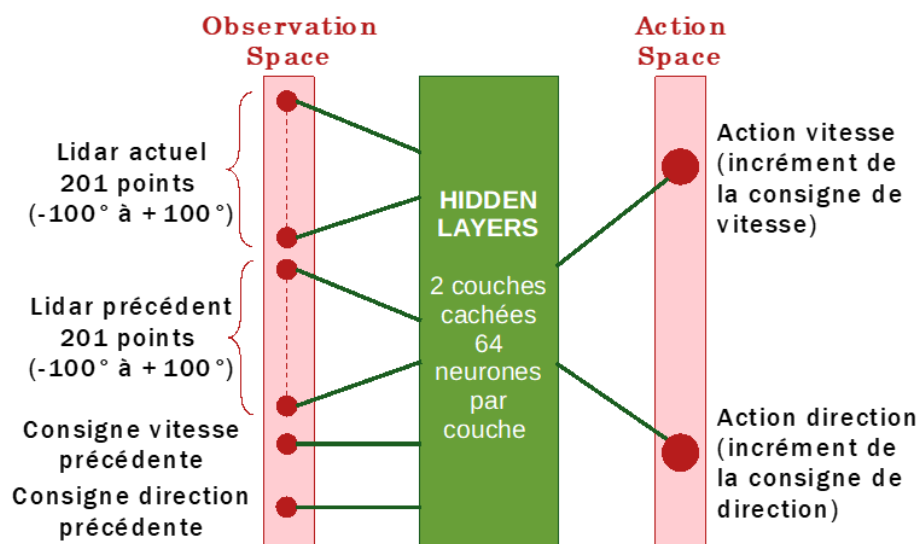 Observation
Space
Action
Space
Lidar actuel
201 points
(-100° à + 100°)
Lidar précédent
201 points
(-100° à + 100°)
Consigne vitesse
précédente
Consigne direction
précédente
HIDDEN
LAYERS
2 couches
cachées
64
neurones
par
couche
Action vitesse
(incrément de
la consigne de
vitesse)
Action direction
(incrément de
la consigne de
direction)